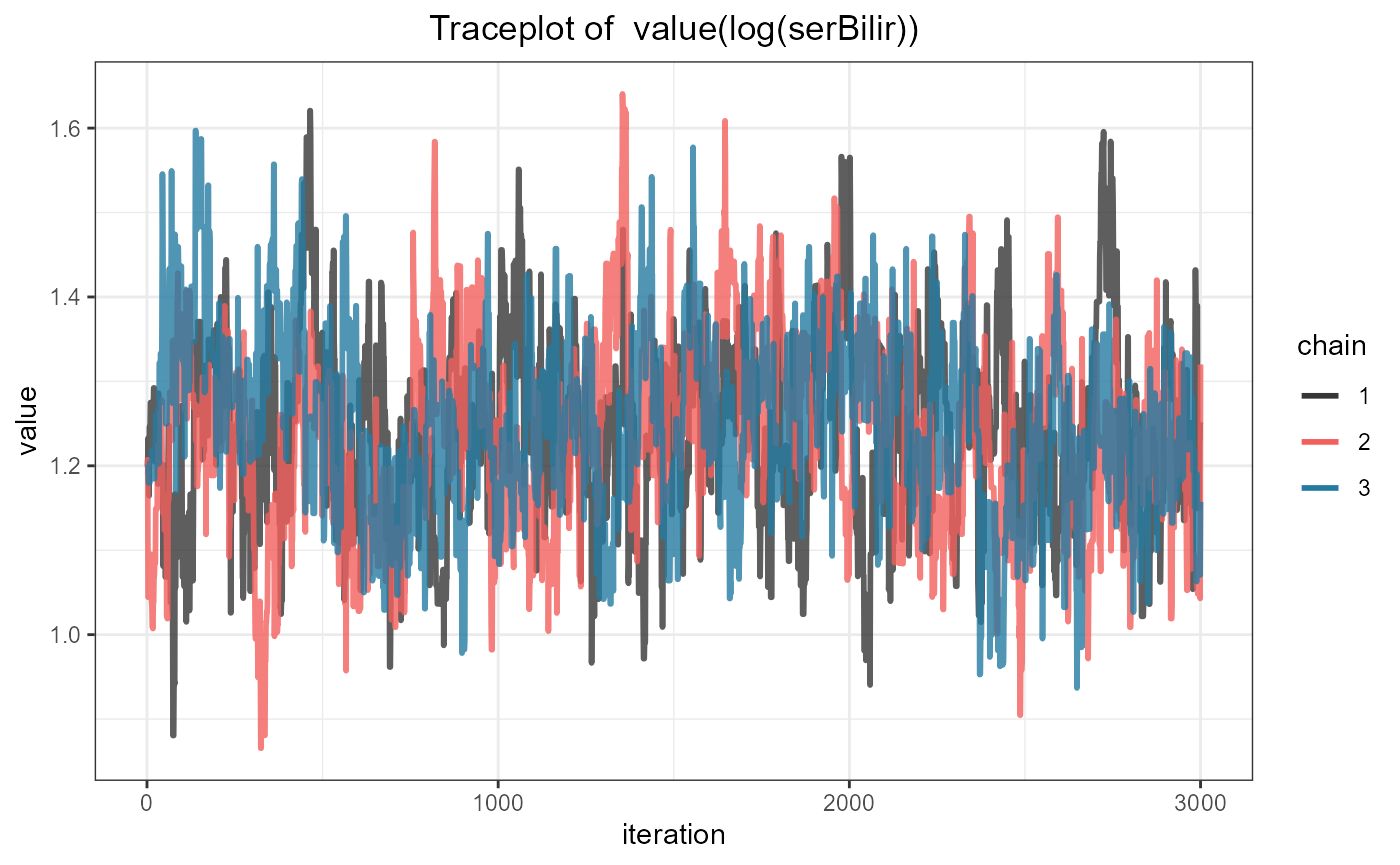 Traceplot of  value(log(serBilir))
value
1.6
1.4
1.2
1.0
0
1000
2000
3000
iteration
chain
1
2
3